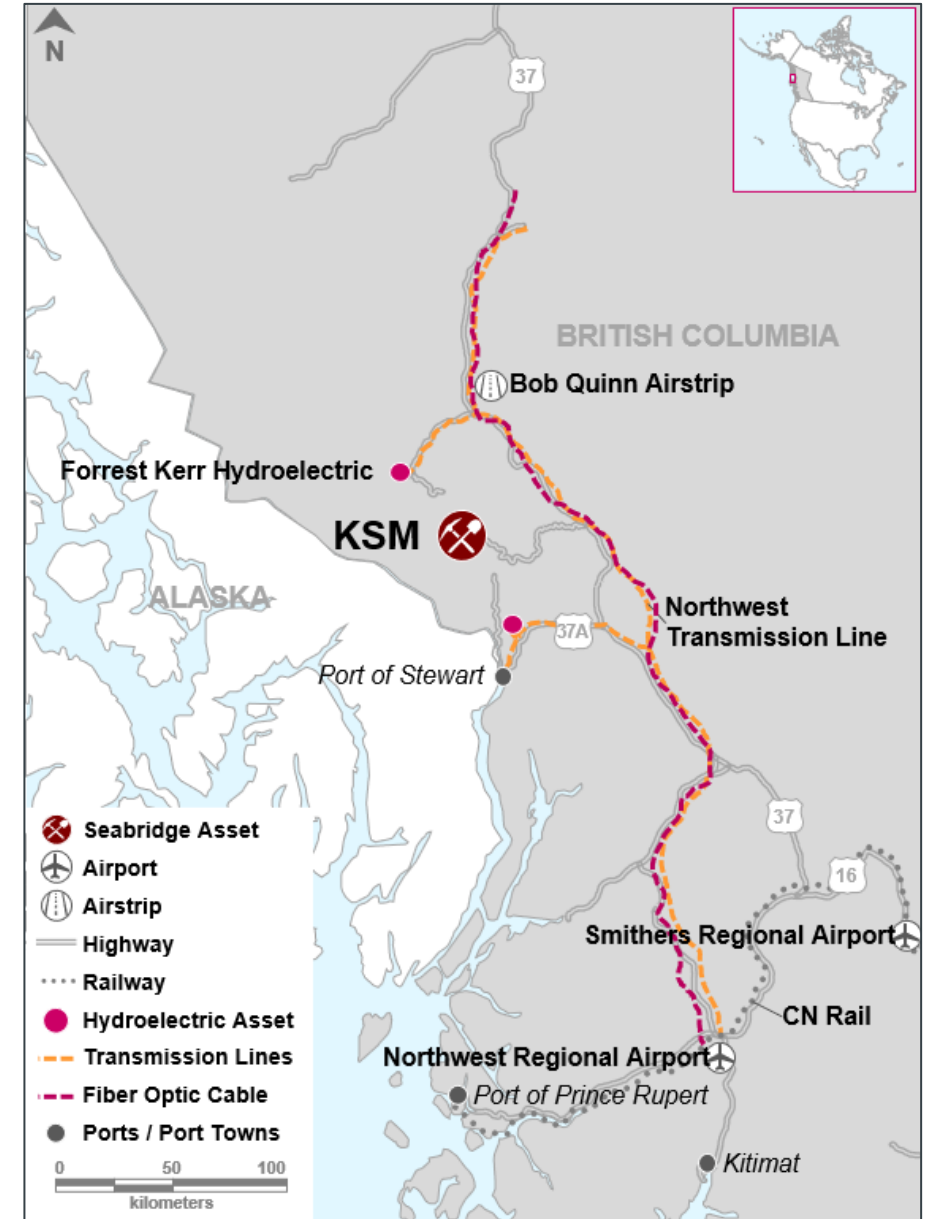 N
37
BRITISH COLUMBIA
Bob Quinn Airstrip
Forrest Kerr Hydroelectric
KSM
ALASKA
Northwest
Transmission Line
37A
Port of Stewart
37
16
Smithers Regional Airport
CN Rail
Northwest Regional Airport
Port of Prince Rupert
Kitimat
Seabridge Asset
Airport
Airstrip
Highway
Railway
Hydroelectric Asset
Transmission Lines
Fiber Optic Cable
Ports / Port Towns
0 50 100
kilometers